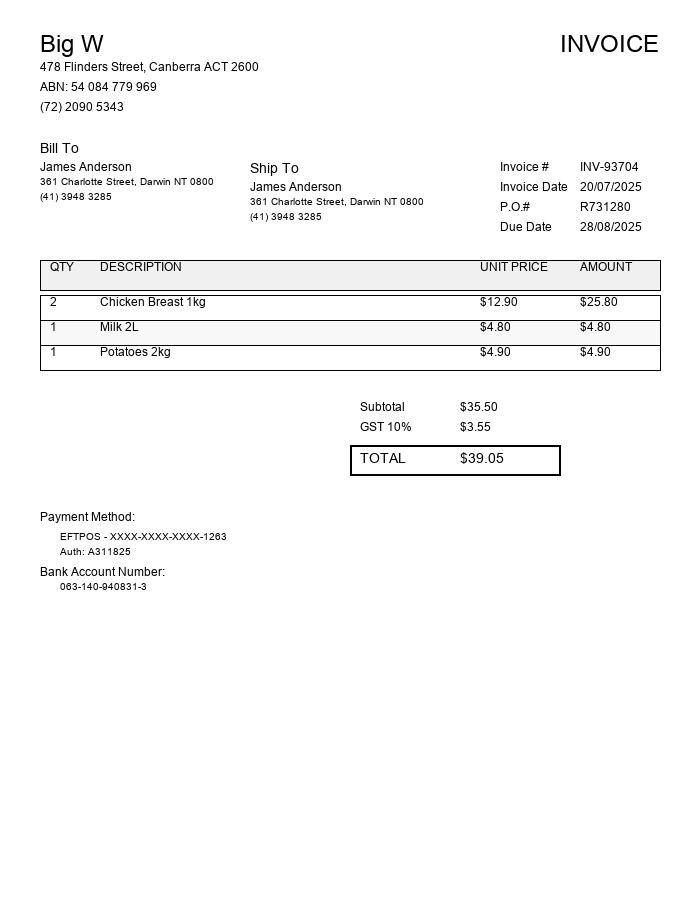 Big W
INVOICE
478 Flinders Street, Canberra ACT 2600
ABN: 54 084 779 969
(72) 2090 5343
Bill To
James Anderson
361 Charlotte Street, Darwin NT 0800
(41) 3948 3285
Ship To
James Anderson
361 Charlotte Street, Darwin NT 0800
(41) 3948 3285
Invoice # INV-93704
Invoice Date 20/07/2025
P.O.# R731280
Due Date 28/08/2025
QTY DESCRIPTION UNIT PRICE AMOUNT
2 Chicken Breast 1kg $12.90 $25.80
1 Milk 2L $4.80 $4.80
1 Potatoes 2kg $4.90 $4.90
Subtotal $35.50
GST 10% $3.55
TOTAL $39.05
Payment Method:
EFTPOS - XXXX-XXXX-XXXX-1263
Auth: A311825
Bank Account Number:
063-140-940831-3